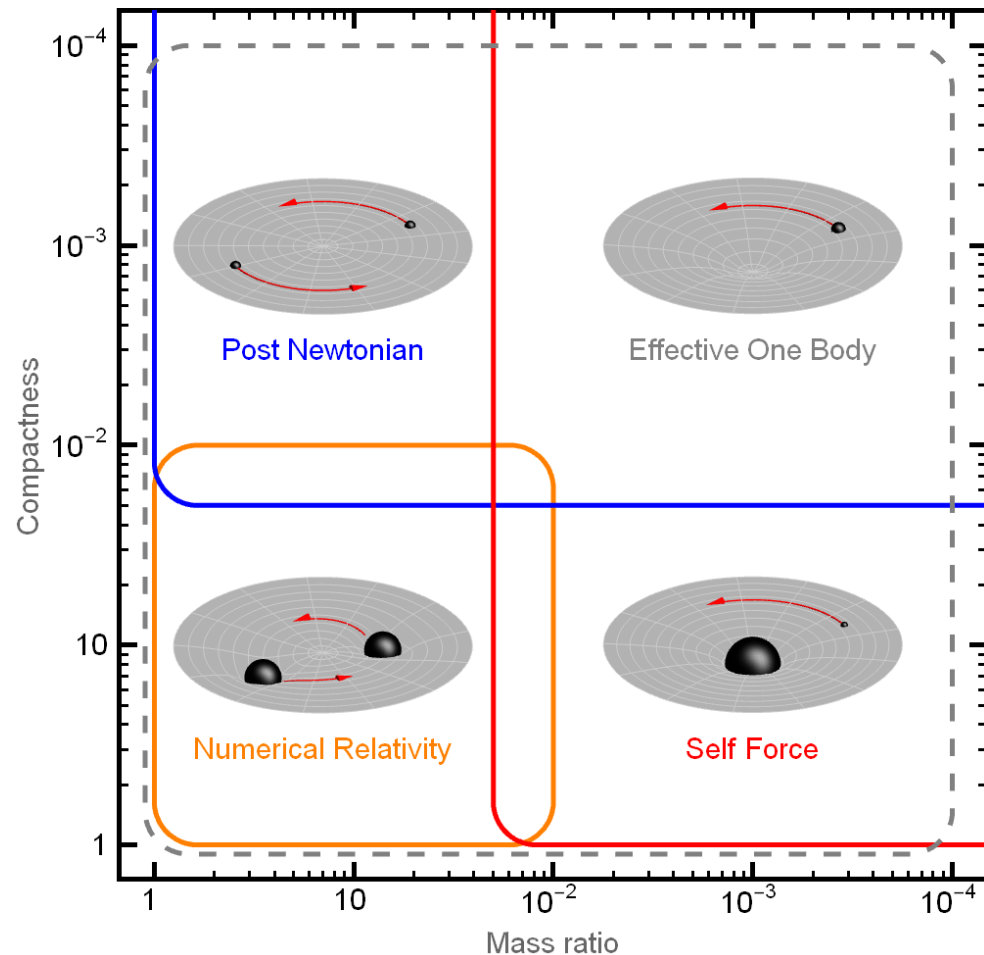 10⁻⁴
10⁻³
Post Newtonian
Effective One Body
Compactness
10⁻²
10
Numerical Relativity
Self Force
1
1
10
10⁻²
10⁻³
10⁻⁴
Mass ratio